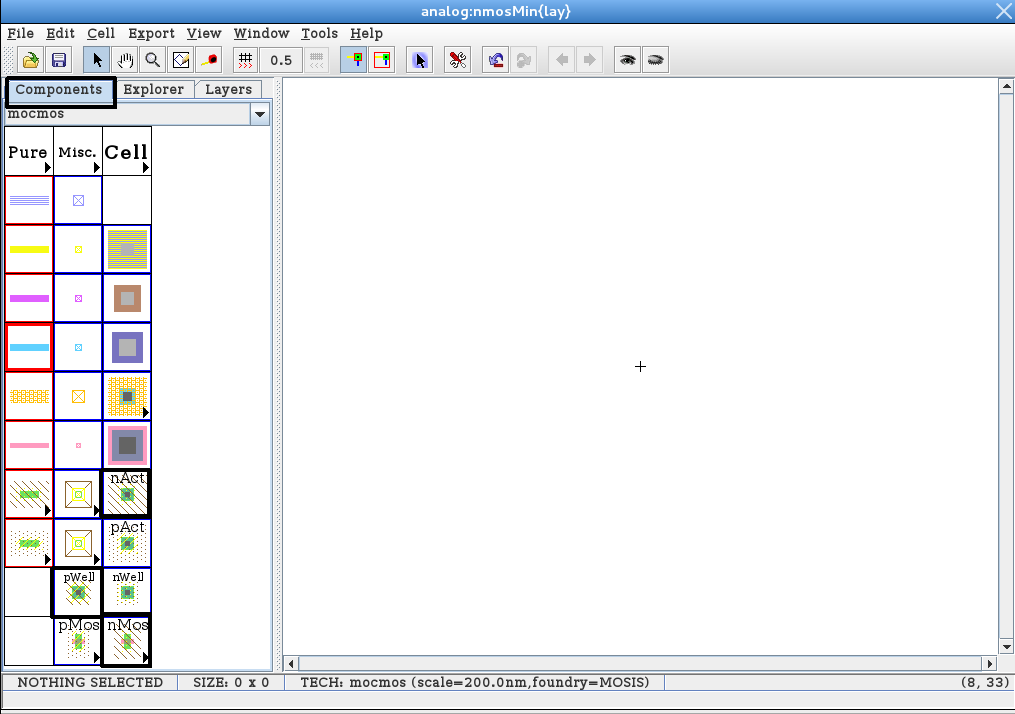 analog:nmosMin{lay}
File Edit Cell Export View Window Tools Help
0.5
Components Explorer Layers
mocmos
Pure Misc. Cell
nAct
pAct
pWell nWell
pMos nMos
NOTHING SELECTED SIZE: 0 x 0 TECH: mocmos (scale=200.0nm,foundry=MOSIS) (8, 33)